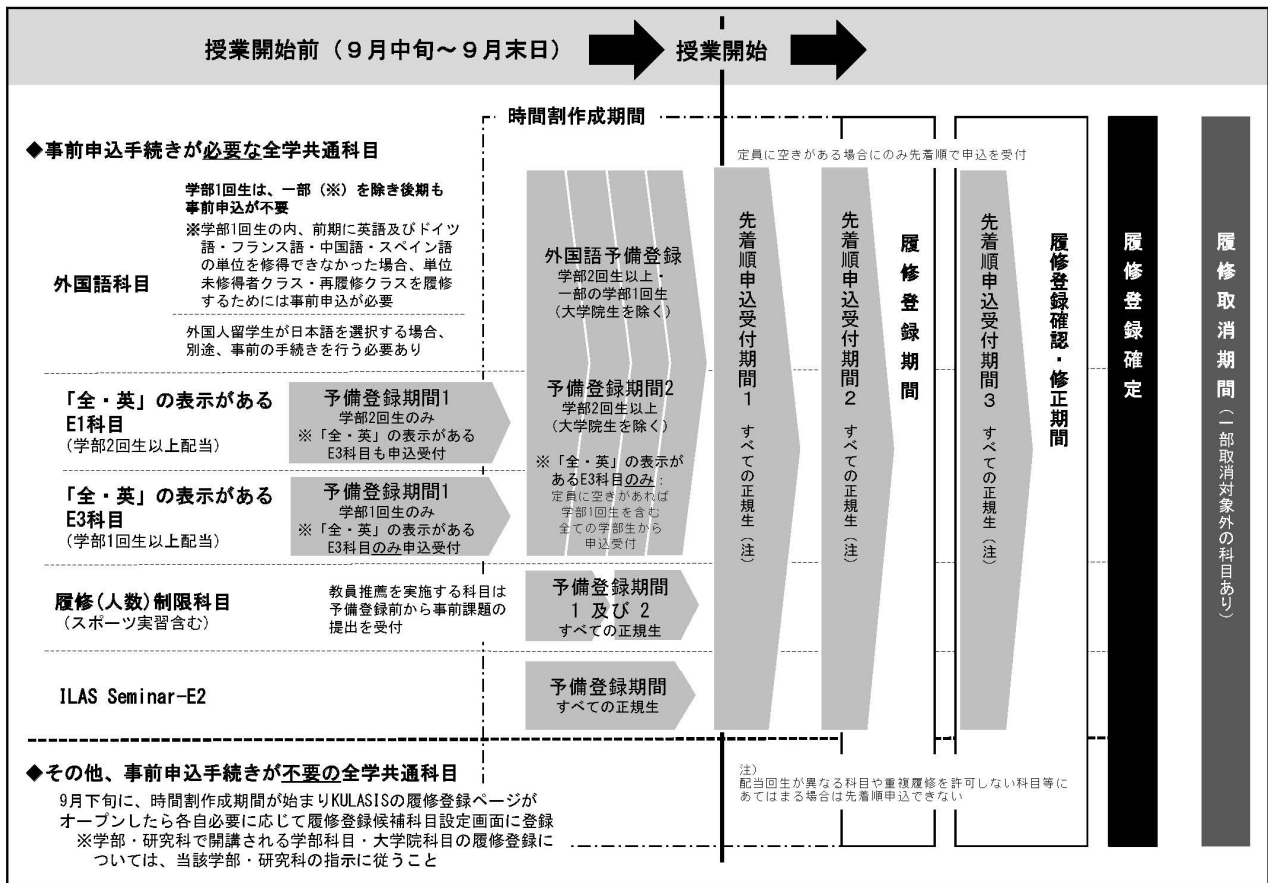 授業開始前（９月中旬～９月末日）
授業開始
時間割作成期間
◆事前申込手続きが必要な全学共通科目
定員に空きがある場合にのみ先着順で申込を受付
外国語科目
学部1回生は、一部（※）を除き後期も
事前申込が不要
※学部1回生の内、前期に英語及びドイツ
語・フランス語・中国語・スペイン語
の単位を修得できなかった場合、単位
未修得者クラス・再履修クラスを履修
するためには事前申込が必要
外国人留学生が日本語を選択する場合、
別途、事前の手続きを行う必要あり
外国語予備登録
学部2回生以上・
一部の学部1回生
（大学院生を除く）
「全・英」の表示がある
E1科目
（学部2回生以上配当）
予備登録期間1
学部2回生のみ
※「全・英」の表示がある
E3科目も申込受付
予備登録期間2
学部2回生以上
（大学院生を除く）
※「全・英」の表示が
あるE3科目のみ：
定員に空きがあれば
学部1回生を含む
全ての学部生から
申込受付
「全・英」の表示がある
E3科目
（学部1回生以上配当）
予備登録期間1
学部1回生のみ
※「全・英」の表示がある
E3科目のみ申込受付
履修(人数)制限科目
（スポーツ実習含む）
教員推薦を実施する科目は
予備登録前から事前課題の
提出を受付
予備登録期間
1 及び 2
すべての正規生
ILAS Seminar-E2
予備登録期間
すべての正規生
先着順申込受付期間1 すべての正規生（注）
先着順申込受付期間2 すべての正規生（注）
履修登録期間
先着順申込受付期間3 すべての正規生（注）
履修登録確認・修正期間
履修登録確定
履修取消期間（一部取消対象外の科目あり）
◆その他、事前申込手続きが不要の全学共通科目
9月下旬に、時間割作成期間が始まりKULASISの履修登録ページが
オープンしたら各自必要に応じて履修登録候補科目設定画面に登録
※学部・研究科で開講される学部科目・大学院科目の履修登録に
ついては、当該学部・研究科の指示に従うこと
注）
配当回生が異なる科目や重複履修を許可しない科目等に
あてはまる場合は先着順申込できない